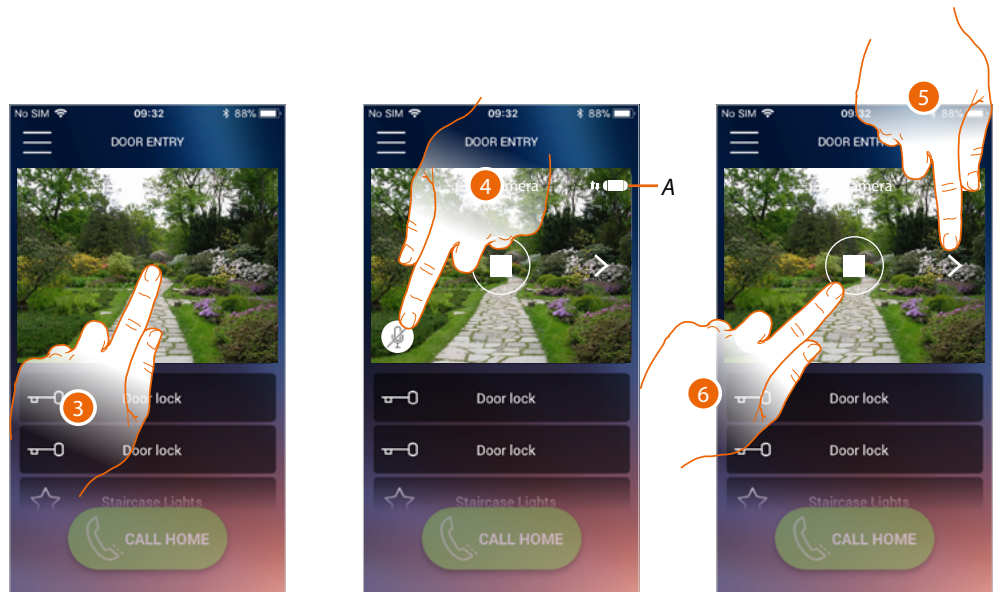 No SIM 09:32 88%
DOOR ENTRY
3
Door lock
Door lock
Staircase Lights
CALL HOME
No SIM 09:32 88%
DOOR ENTRY
4
A
Door lock
Door lock
Staircase Lights
CALL HOME
5
No SIM 88%
DOOR
6
Door lock
Door lock
Staircase Lights
CALL HOME